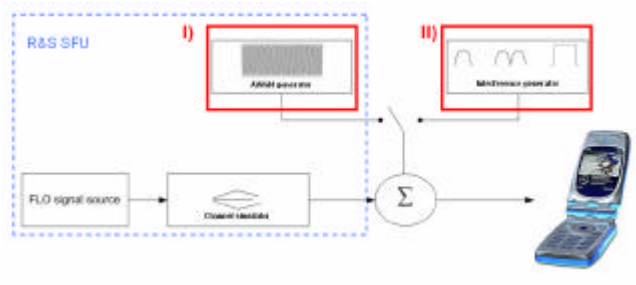 R&S SFU
I)
AWGN generator
II)
Interference generator
FLO signal source
Channel simulator
Σ